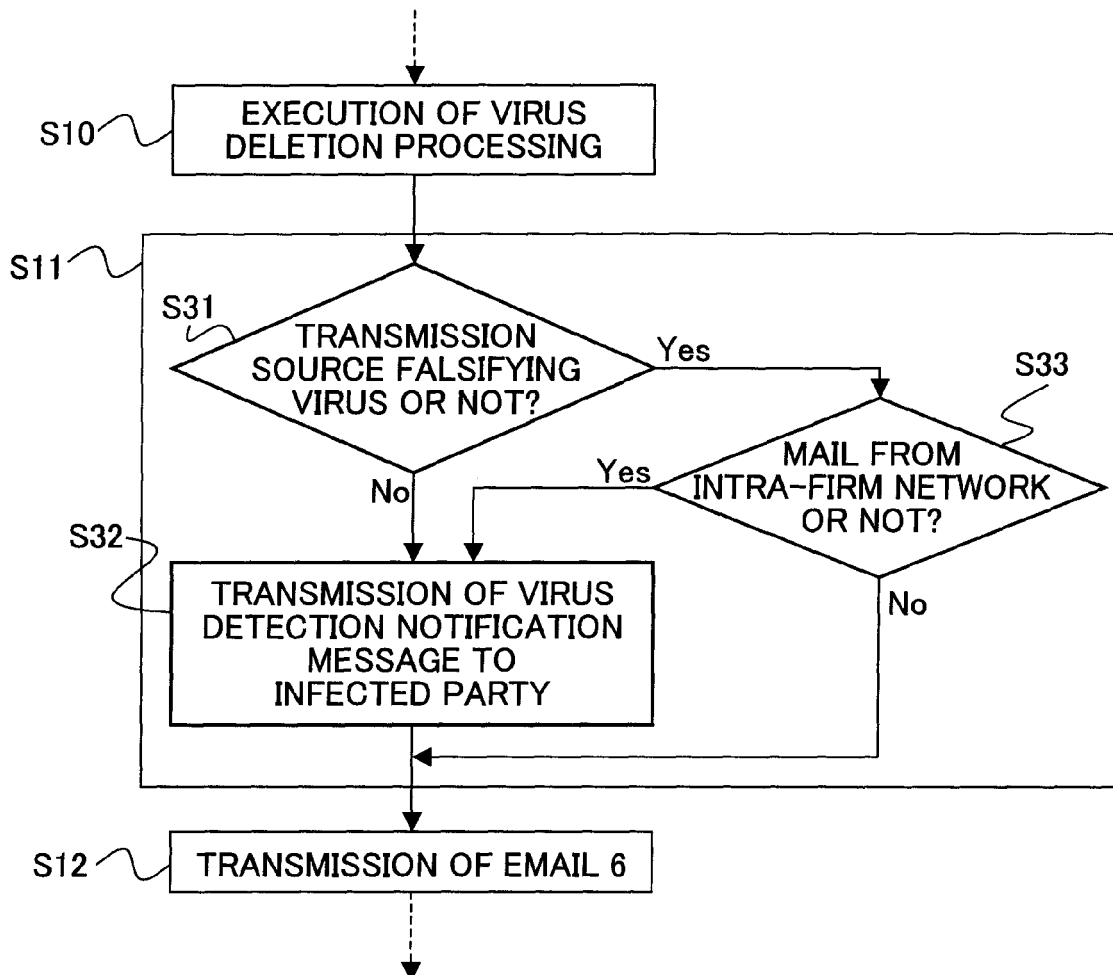 S10
EXECUTION OF VIRUS
DELETION PROCESSING
S11
S31
TRANSMISSION
SOURCE FALSIFYING
VIRUS OR NOT?
Yes
No
S33
MAIL FROM
INTRA-FIRM NETWORK
OR NOT?
Yes
No
S32
TRANSMISSION OF VIRUS
DETECTION NOTIFICATION
MESSAGE TO
INFECTED PARTY
S12
TRANSMISSION OF EMAIL 6